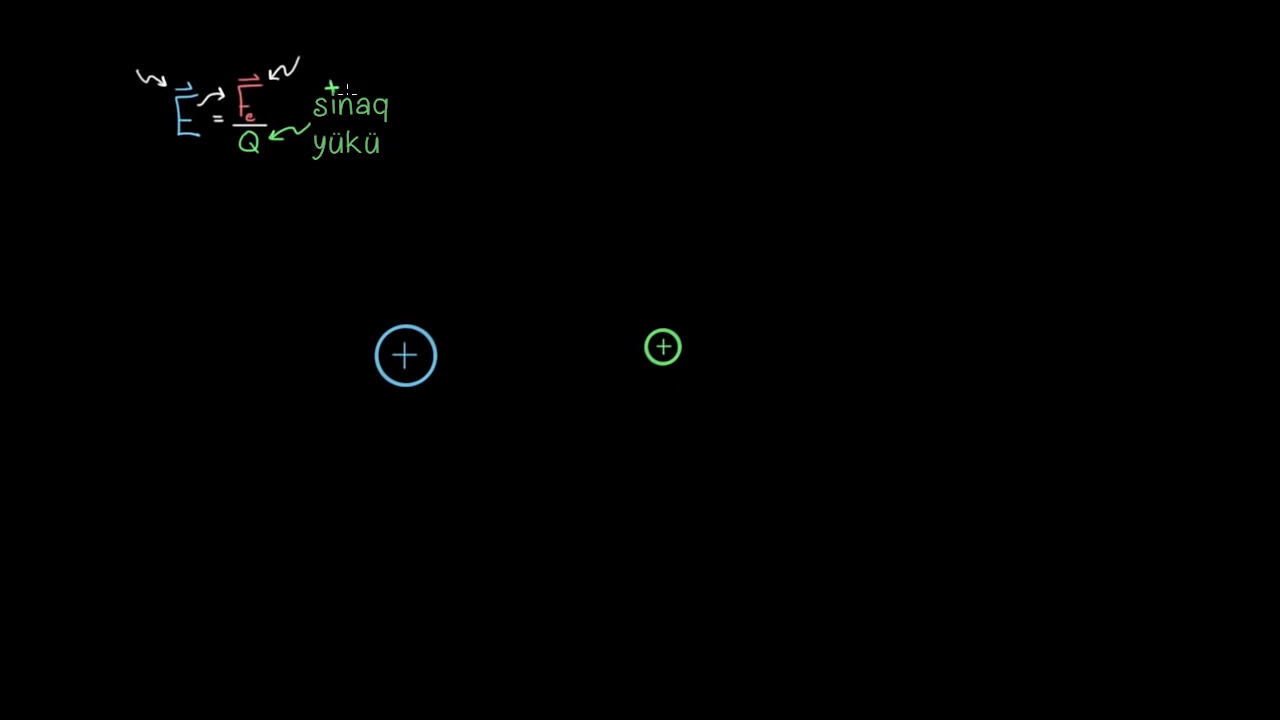 E = Fe / Q
+
sınaq
yükü
+
+